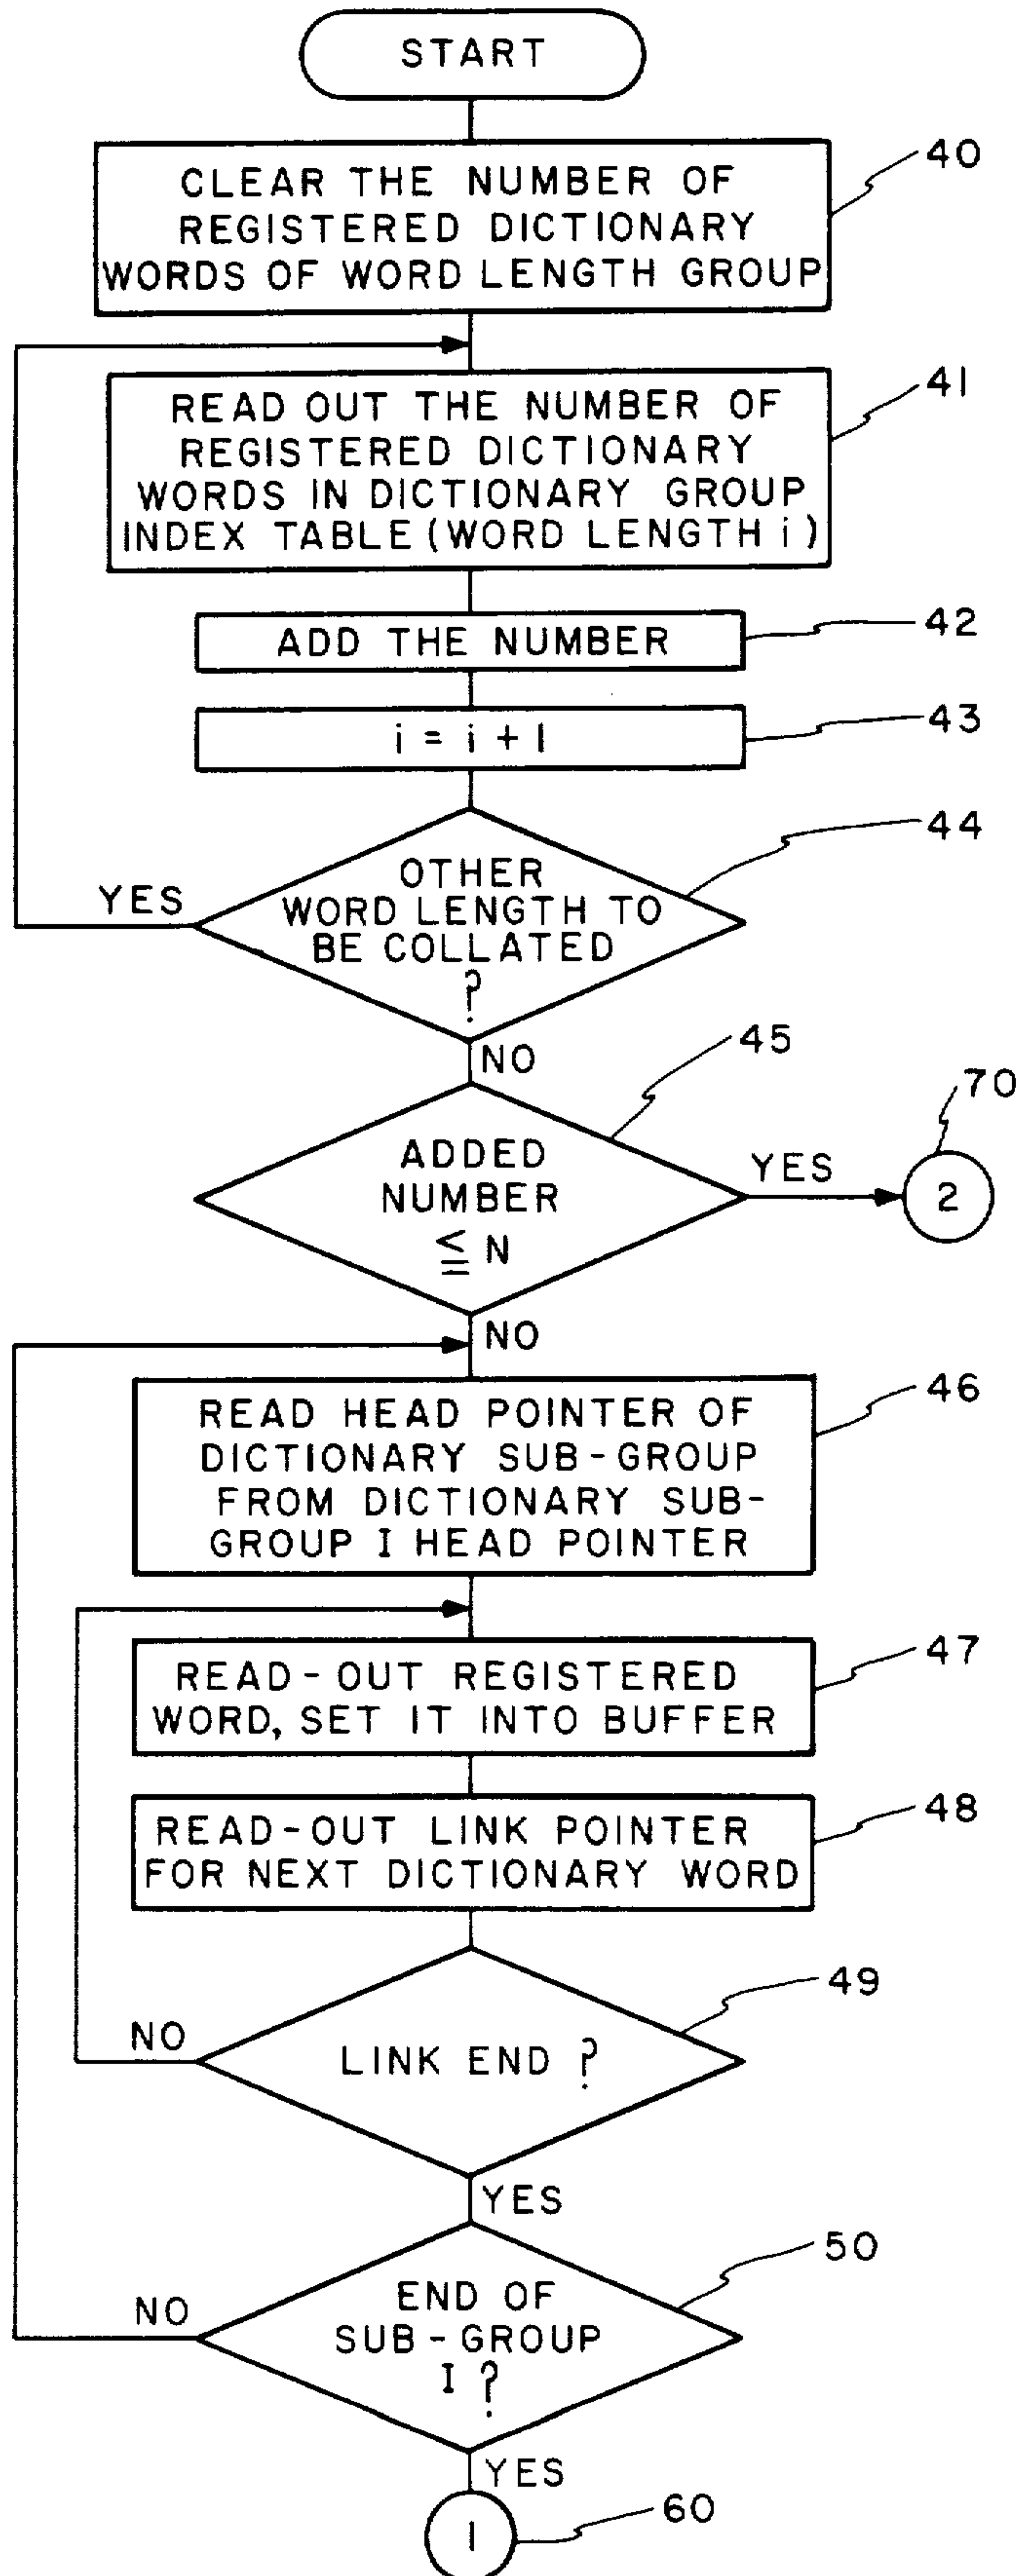 START
CLEAR THE NUMBER OF
REGISTERED DICTIONARY
WORDS OF WORD LENGTH GROUP
40
READ OUT THE NUMBER OF
REGISTERED DICTIONARY
WORDS IN DICTIONARY GROUP
INDEX TABLE (WORD LENGTH i)
41
ADD THE NUMBER
42
i = i + 1
43
OTHER
WORD LENGTH TO
BE COLLATED
?
44
YES
NO
ADDED
NUMBER
≦ N
45
YES
2
70
NO
READ HEAD POINTER OF
DICTIONARY SUB-GROUP
FROM DICTIONARY SUB-
GROUP I HEAD POINTER
46
READ-OUT REGISTERED
WORD, SET IT INTO BUFFER
47
READ-OUT LINK POINTER
FOR NEXT DICTIONARY WORD
48
LINK END ?
49
NO
YES
END OF
SUB-GROUP
I ?
50
NO
YES
1
60